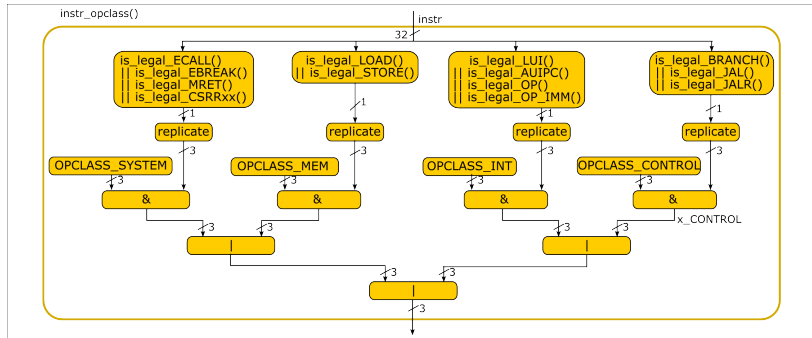 instr_opclass()
instr
32
is_legal_ECALL()
|| is_legal_EBREAK()
|| is_legal_MRET()
|| is_legal_CSRRxx()
is_legal_LOAD()
|| is_legal_STORE()
is_legal_LUI()
|| is_legal_AUIPC()
|| is_legal_OP()
|| is_legal_OP_IMM()
is_legal_BRANCH()
|| is_legal_JAL()
|| is_legal_JALR()
1
1
1
1
replicate
replicate
replicate
replicate
3
3
3
3
OPCLASS_SYSTEM
OPCLASS_MEM
OPCLASS_INT
OPCLASS_CONTROL
3
3
3
3
&
&
&
&
x_CONTROL
3
3
3
3
|
|
3
3
|
3